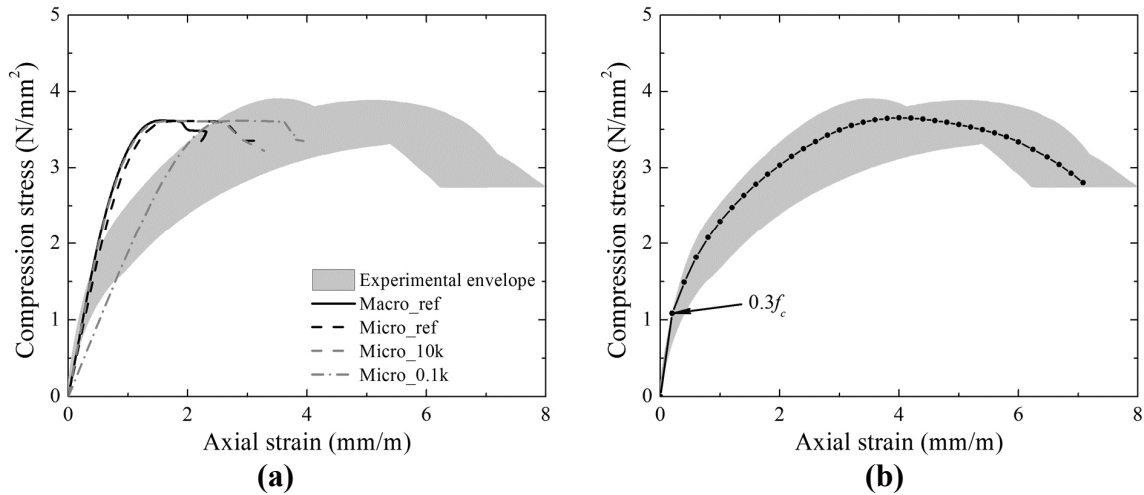 5
4
3
2
1
0
0
2
4
6
8
Compression stress (N/mm²)
Axial strain (mm/m)
Experimental envelope
Macro_ref
Micro_ref
Micro_10k
Micro_0.1k
(a)
5
4
3
2
1
0
0
2
4
6
8
Compression stress (N/mm²)
Axial strain (mm/m)
0.3f_c
(b)